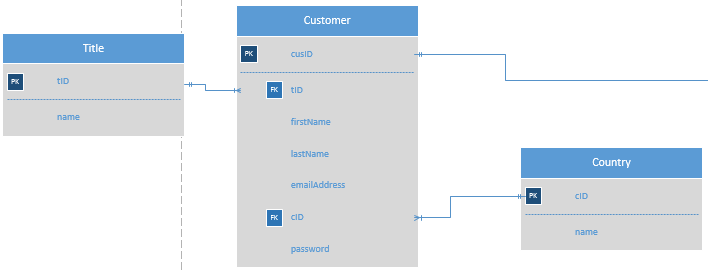 Title
PK tID
name
Customer
PK cusID
FK tID
firstName
lastName
emailAddress
FK cID
password
Country
PK cID
name